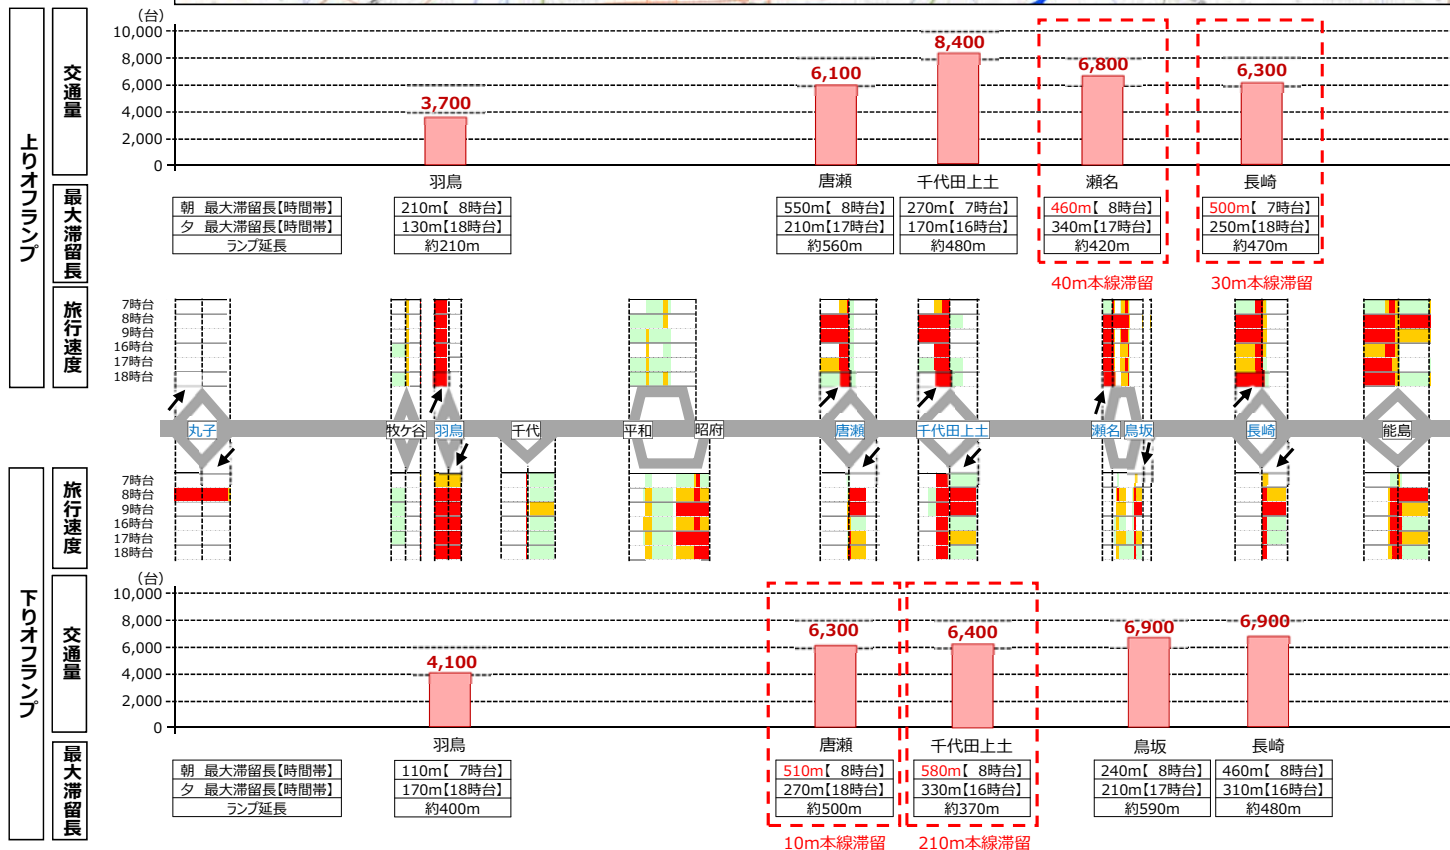 上りオフランプ
交通量
(台)
10,000
8,000
6,000
4,000
2,000
0
3,700
6,100
8,400
6,800
6,300
羽鳥
唐瀬
千代田上土
瀬名
長崎
最大滞留長
朝 最大滞留長【時間帯】
夕 最大滞留長【時間帯】
ランプ延長
210m【 8時台】
130m【18時台】
約210m
550m【 8時台】
210m【17時台】
約560m
270m【 7時台】
170m【16時台】
約480m
460m【 8時台】
340m【17時台】
約420m
500m【 7時台】
250m【18時台】
約470m
40m本線滞留
30m本線滞留
旅行速度
7時台
8時台
9時台
16時台
17時台
18時台
丸子
牧ケ谷
羽鳥
千代
平和
昭府
唐瀬
千代田上土
瀬名
鳥坂
長崎
能島
下りオフランプ
旅行速度
7時台
8時台
9時台
16時台
17時台
18時台
交通量
(台)
10,000
8,000
6,000
4,000
2,000
0
4,100
6,300
6,400
6,900
6,900
羽鳥
唐瀬
千代田上土
鳥坂
長崎
最大滞留長
朝 最大滞留長【時間帯】
夕 最大滞留長【時間帯】
ランプ延長
110m【 7時台】
170m【18時台】
約400m
510m【 8時台】
270m【18時台】
約500m
580m【 8時台】
330m【16時台】
約370m
240m【 8時台】
210m【17時台】
約590m
460m【 8時台】
310m【16時台】
約480m
10m本線滞留
210m本線滞留